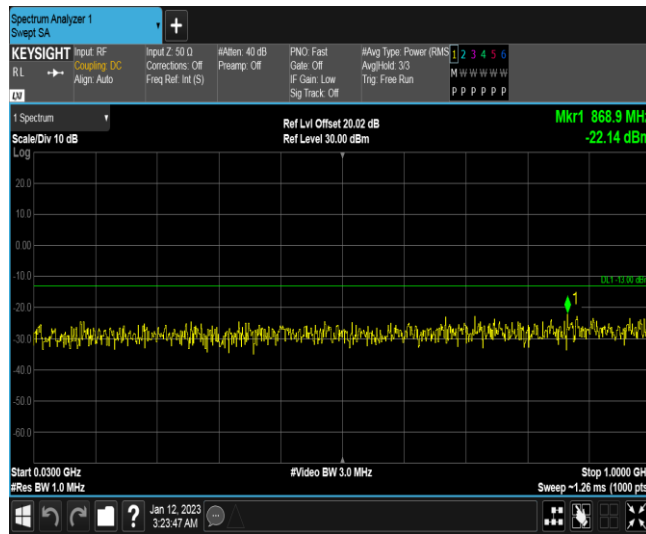 Spectrum Analyzer 1
Swept SA
+
KEYSIGHT
RL
LXI
Input: RF
Coupling: DC
Align: Auto
Input Z: 50 Ω
Corrections: Off
Freq Ref: Int (S)
#Atten: 40 dB
Preamp: Off
PNO: Fast
Gate: Off
IF Gain: Low
Sig Track: Off
#Avg Type: Power (RMS
Avg|Hold: 3/3
Trig: Free Run
1 2 3 4 5 6
M W W W W W
P P P P P P
1 Spectrum
Scale/Div 10 dB
Ref Lvl Offset 20.02 dB
Ref Level 30.00 dBm
Mkr1 868.9 MHz
-22.14 dBm
Log
20.0
10.0
0.00
-10.0
DL1 -13.00 dBm
1
-20.0
-30.0
-40.0
-50.0
-60.0
Start 0.0300 GHz
#Res BW 1.0 MHz
#Video BW 3.0 MHz
Stop 1.0000 GH
Sweep ~1.26 ms (1000 pts
?
Jan 12, 2023
3:23:47 AM